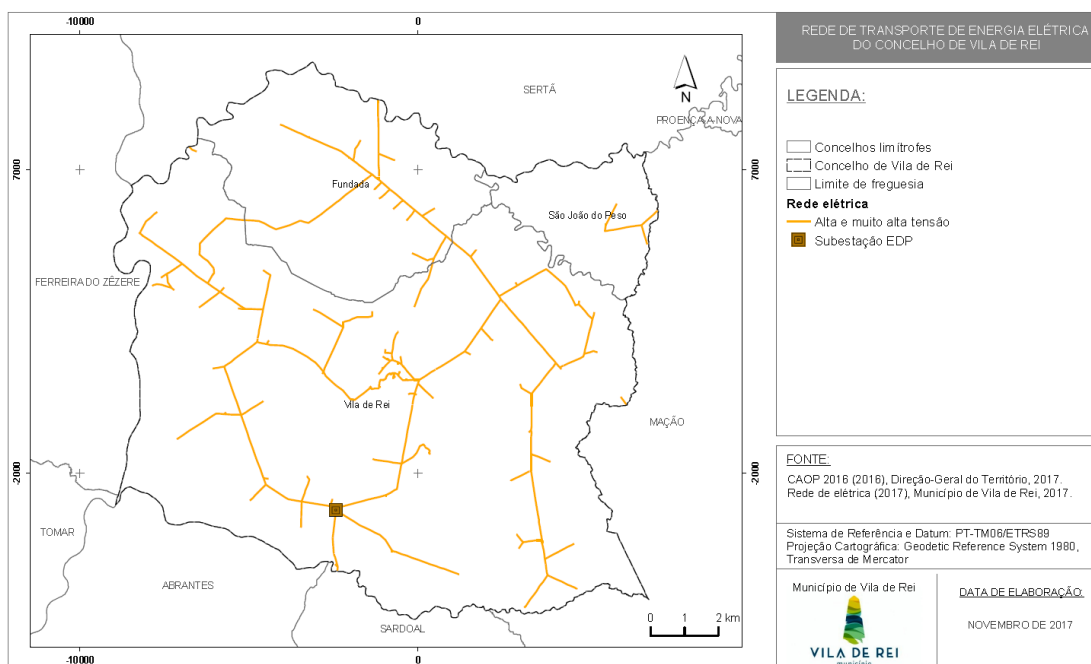 -10000
0
REDE DE TRANSPORTE DE ENERGIA ELÉTRICA
DO CONCELHO DE VILA DE REI
SERTÃ
N
PROENÇA-A-NOVA
7000
7000
Fundada
São João do Peso
FERREIRA DO ZÊZERE
Vila de Rei
MAÇÃO
-2000
-2000
TOMAR
ABRANTES
SARDOAL
0 1 2 km
-10000
0
LEGENDA:
Concelhos limítrofes
Concelho de Vila de Rei
Limite de freguesia
Rede elétrica
Alta e muito alta tensão
Subestação EDP
FONTE:
CAOP 2016 (2016), Direção-Geral do Território, 2017.
Rede de elétrica (2017), Município de Vila de Rei, 2017.
Sistema de Referência e Datum: PT-TM06/ETRS89
Projeção Cartográfica: Geodetic Reference System 1980,
Transversa de Mercator
Município de Vila de Rei
VILA DE REI
município
DATA DE ELABORAÇÃO:
NOVEMBRO DE 2017